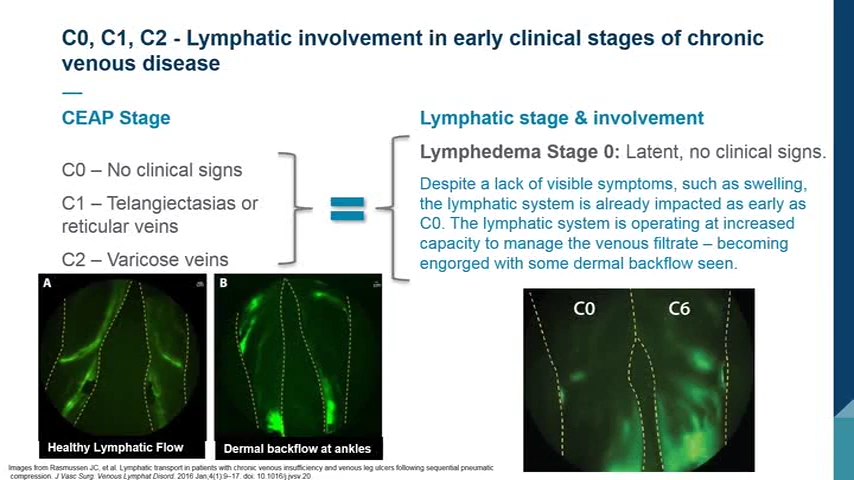 C0, C1, C2 - Lymphatic involvement in early clinical stages of chronic
venous disease
CEAP Stage
C0 – No clinical signs
C1 – Telangiectasias or
reticular veins
C2 – Varicose veins
Lymphatic stage & involvement
Lymphedema Stage 0: Latent, no clinical signs.
Despite a lack of visible symptoms, such as swelling,
the lymphatic system is already impacted as early as
C0. The lymphatic system is operating at increased
capacity to manage the venous filtrate – becoming
engorged with some dermal backflow seen.
A
Healthy Lymphatic Flow
B
Dermal backflow at ankles
C0
C6
Images from Rasmussen JC, et al. Lymphatic transport in patients with chronic venous insufficiency and venous leg ulcers following sequential pneumatic
compression. J Vasc Surg. Venous Lymphat Disord. 2016 Jan;4(1):9–17. doi: 10.1016/j.jvsv.20